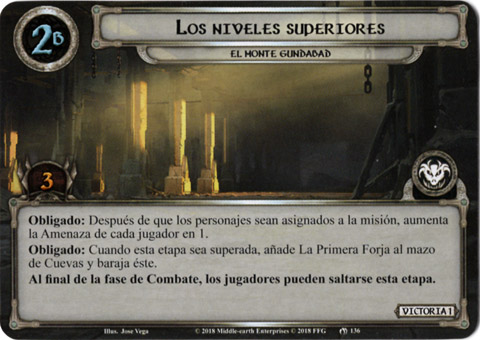 2B
LOS NIVELES SUPERIORES
EL MONTE GUNDABAD
3
Obligado: Después de que los personajes sean asignados a la misión, aumenta
la Amenaza de cada jugador en 1.
Obligado: Cuando esta etapa sea superada, añade La Primera Forja al mazo
de Cuevas y baraja éste.
Al final de la fase de Combate, los jugadores pueden saltarse esta etapa.
VICTORIA 1
Illus. Jose Vega
© 2018 Middle-earth Enterprises © 2018 FFG
136